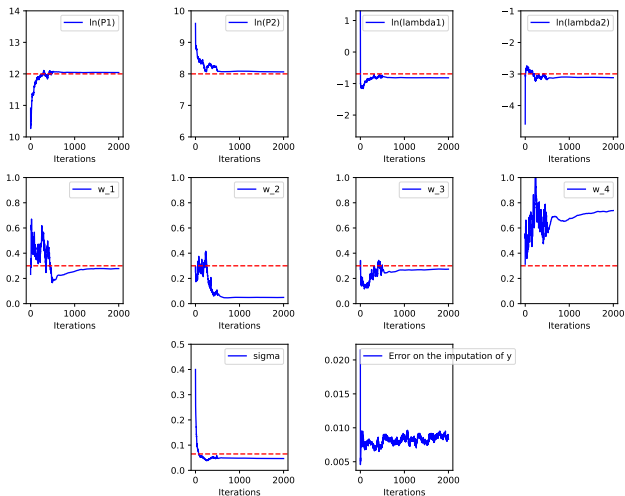 ln(P1)
14
13
12
11
10
0 1000 2000
Iterations
ln(P2)
10
9
8
7
6
0 1000 2000
Iterations
ln(lambda1)
1
0
−1
−2
0 1000 2000
Iterations
ln(lambda2)
−1
−2
−3
−4
0 1000 2000
Iterations
w_1
1.0
0.8
0.6
0.4
0.2
0.0
0 1000 2000
Iterations
w_2
1.0
0.8
0.6
0.4
0.2
0.0
0 1000 2000
Iterations
w_3
1.0
0.8
0.6
0.4
0.2
0.0
0 1000 2000
Iterations
w_4
1.0
0.8
0.6
0.4
0.2
0.0
0 1000 2000
Iterations
sigma
0.5
0.4
0.3
0.2
0.1
0.0
0 1000 2000
Iterations
Error on the imputation of y
0.020
0.015
0.010
0.005
0 1000 2000
Iterations